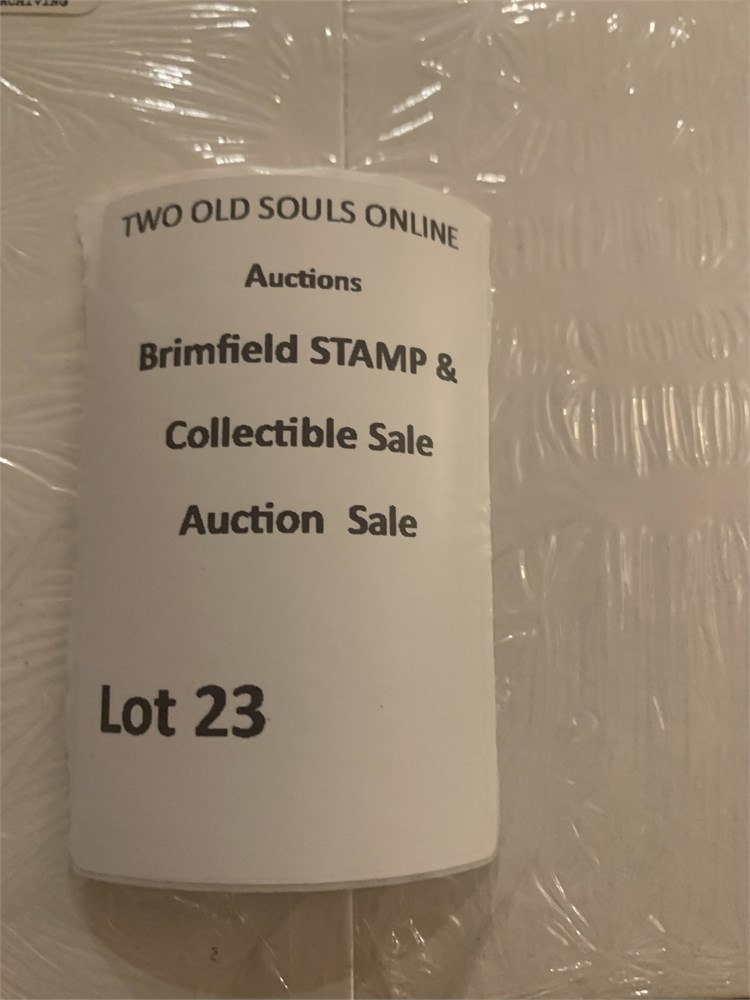 TWO OLD SOULS ONLINE
Auctions
Brimfield STAMP &
Collectible Sale
Auction Sale
Lot 23